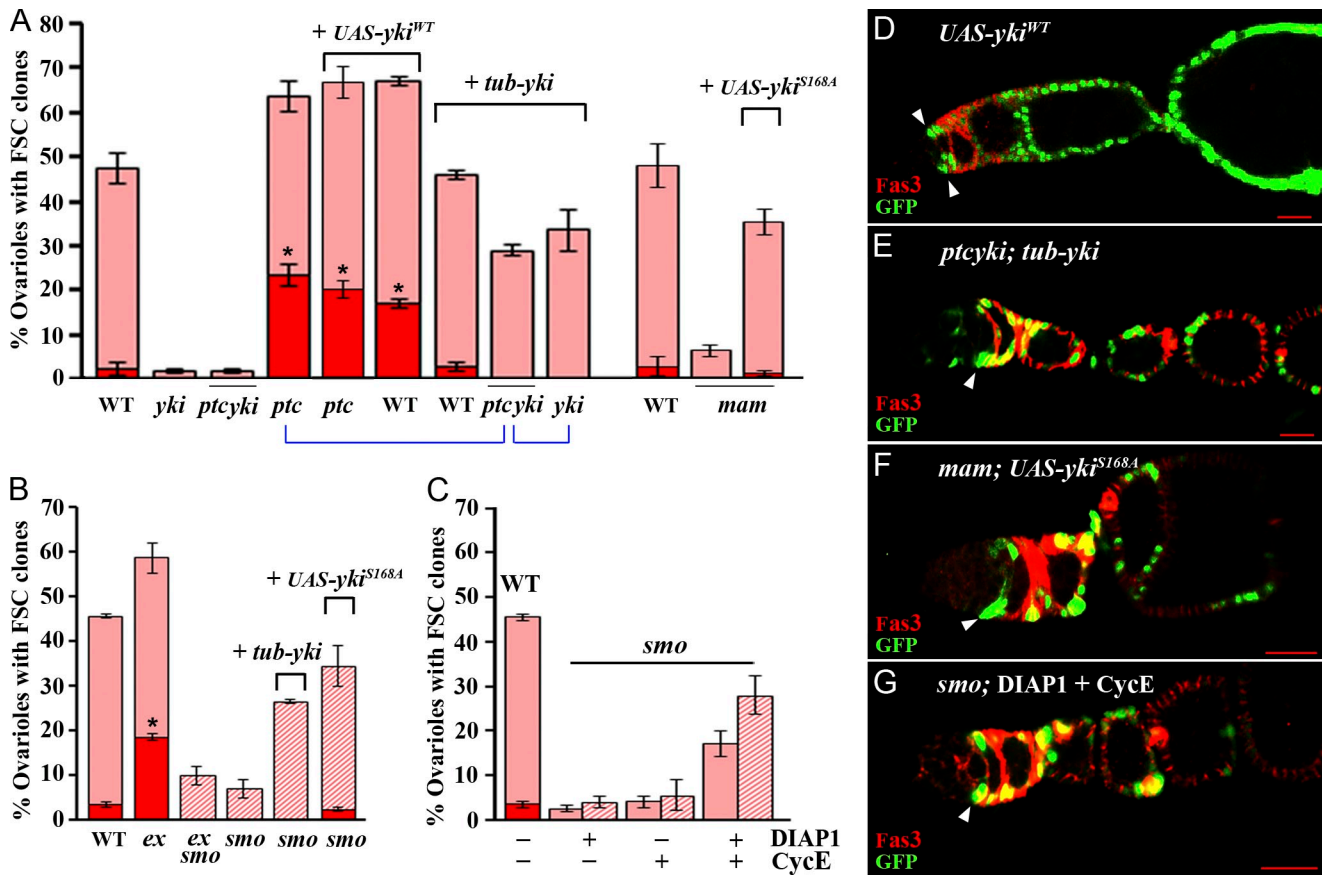 A
+ UAS-yki^WT
+ tub-yki
+ UAS-yki^S168A
% Ovarioles with FSC clones
80
70
60
50
40
30
20
10
0
* * *
WT yki ptcyki ptc ptc WT WT ptcyki yki WT mam
B
+ UAS-yki^S168A
+ tub-yki
% Ovarioles with FSC clones
70
60
50
40
30
20
10
0
*
WT ex ex smo smo smo smo
C
WT
smo
% Ovarioles with FSC clones
70
60
50
40
30
20
10
0
– + – + DIAP1
– – + + CycE
D UAS-yki^WT
Fas3
GFP
E ptcyki; tub-yki
Fas3
GFP
F mam; UAS-yki^S168A
Fas3
GFP
G smo; DIAP1 + CycE
Fas3
GFP